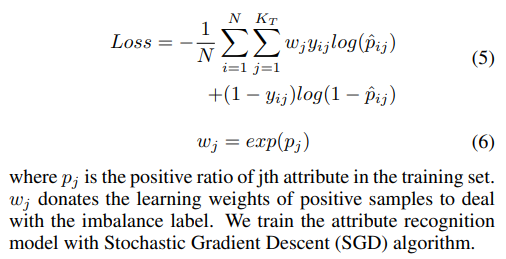 Loss = -\frac{1}{N} \sum_{i=1}^{N} \sum_{j=1}^{K_T} w_j y_{ij} log(\hat{p}_{ij})
+(1 - y_{ij})log(1 - \hat{p}_{ij}) (5)
w_j = exp(p_j) (6)
where p_j is the positive ratio of jth attribute in the training set.
w_j donates the learning weights of positive samples to deal
with the imbalance label. We train the attribute recognition
model with Stochastic Gradient Descent (SGD) algorithm.